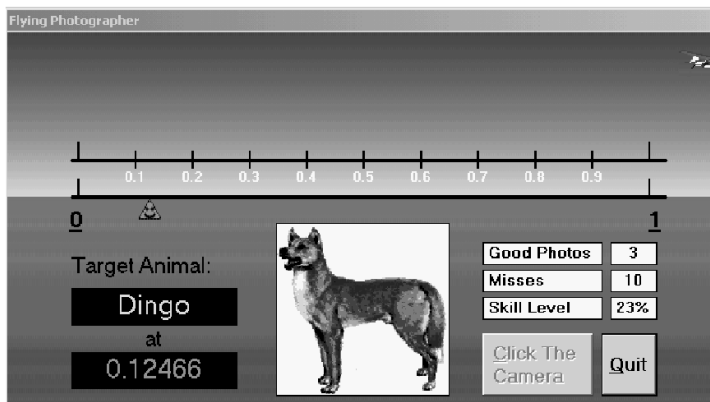 Flying Photographer
0.1 0.2 0.3 0.4 0.5 0.6 0.7 0.8 0.9
0 1
Target Animal:
Dingo
at
0.12466
Good Photos 3
Misses 10
Skill Level 23%
Click The
Camera
Quit